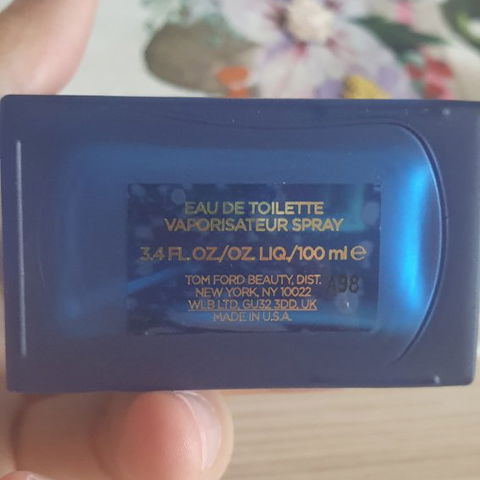 EAU DE TOILETTE
VAPORISATEUR SPRAY
3.4 FL. OZ./OZ. LIQ./100 ml ℮
TOM FORD BEAUTY, DIST.
NEW YORK, NY 10022
WLB LTD, GU32 3DD, UK
MADE IN U.S.A.
A98